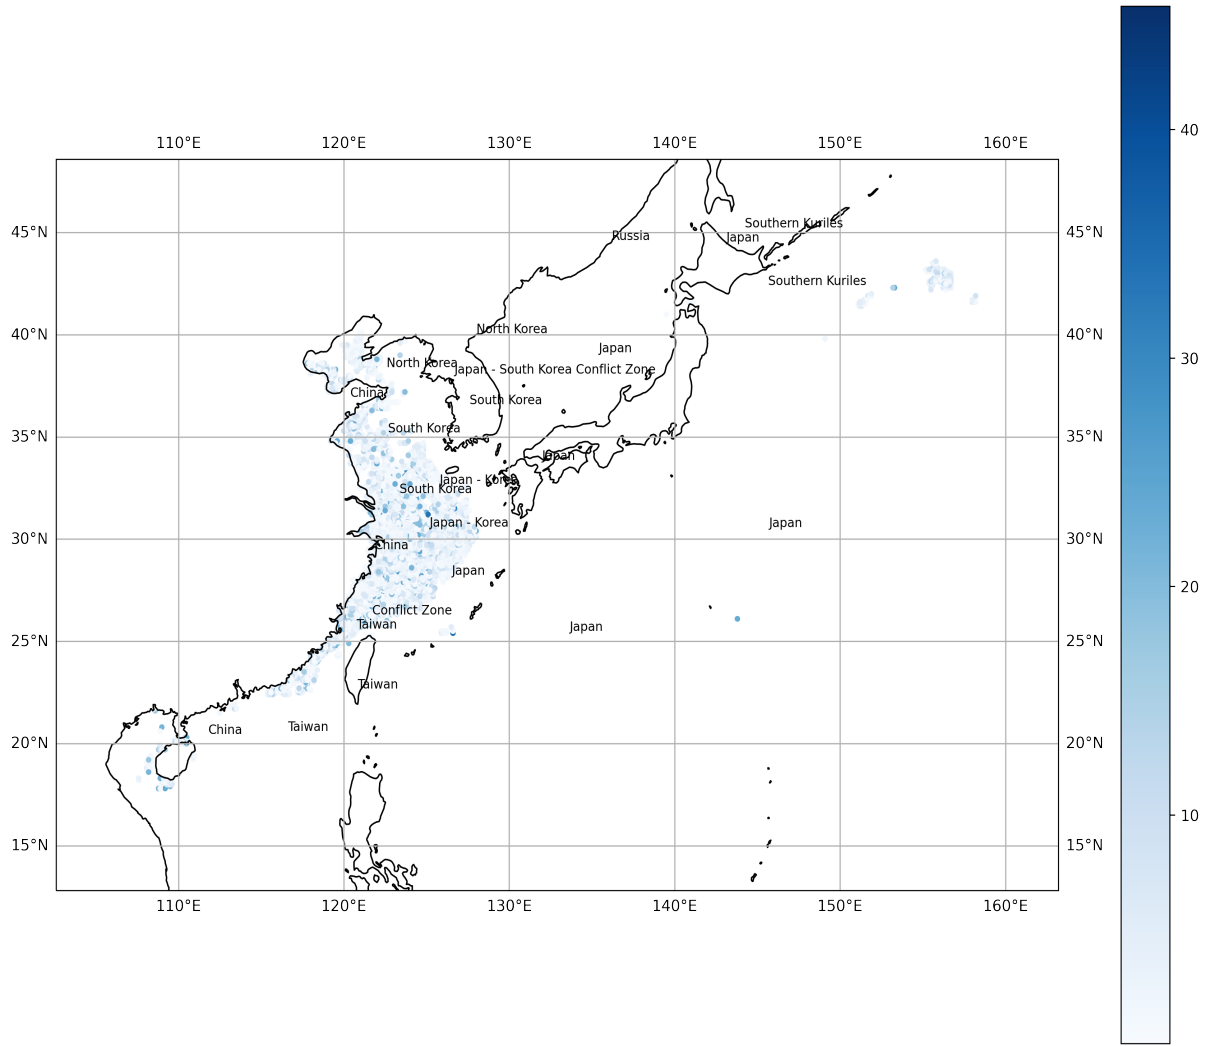 40
110°E 120°E 130°E 140°E 150°E 160°E
Southern Kuriles
45°N Russia Japan 45°N
Southern Kuriles
North Korea
40°N 40°N
Japan
North Korea
Japan - South Korea Conflict Zone
30
China
South Korea
South Korea
35°N 35°N
Japan
Japan - Korea
South Korea
Japan - Korea Japan
30°N 30°N
China
Japan
20
Conflict Zone
Taiwan Japan
25°N 25°N
Taiwan
China Taiwan
20°N 20°N
10
15°N 15°N
110°E 120°E 130°E 140°E 150°E 160°E